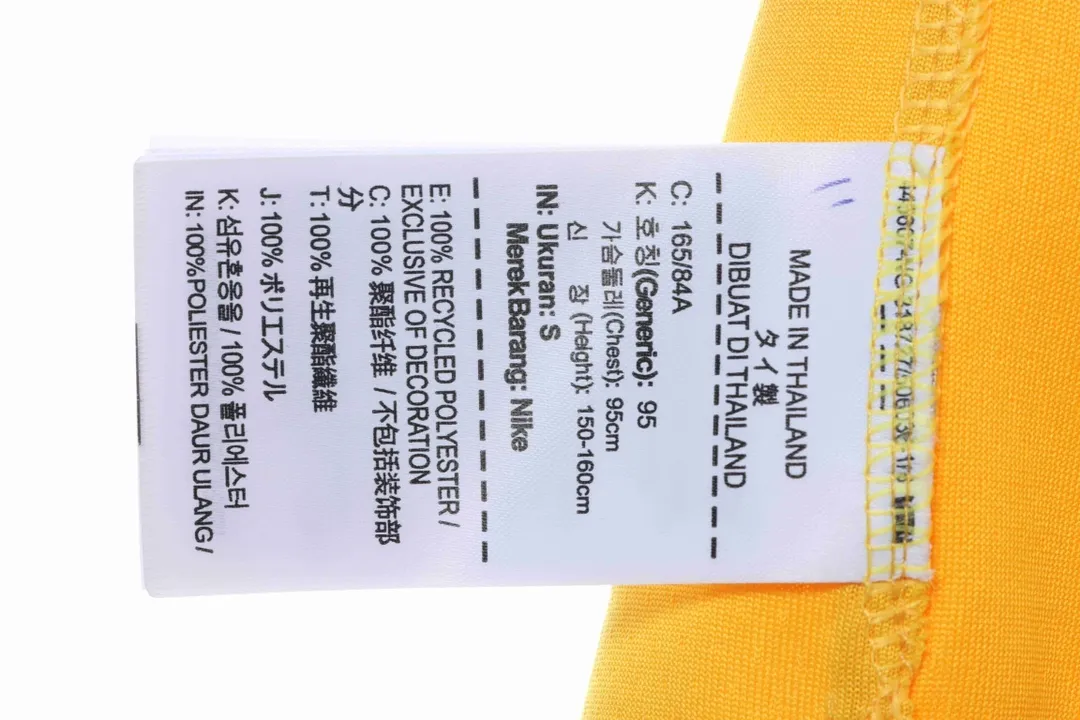 MADE IN THAILAND
タイ製
DIBUAT DI THAILAND
C: 165/84A
K: 호칭(Generic): 95
가슴둘레(Chest): 95cm
신 장 (Height): 150-160cm
IN: Ukuran: S
Merek Barang: Nike
E: 100% RECYCLED POLYESTER /
EXCLUSIVE OF DECORATION
C: 100% 聚酯纤维 / 不包括装饰部
分
T: 100% 再生聚酯纖維
J: 100% ポリエステル
K: 섬유혼용율 / 100% 폴리에스터
IN: 100%POLIESTER DAUR ULANG /